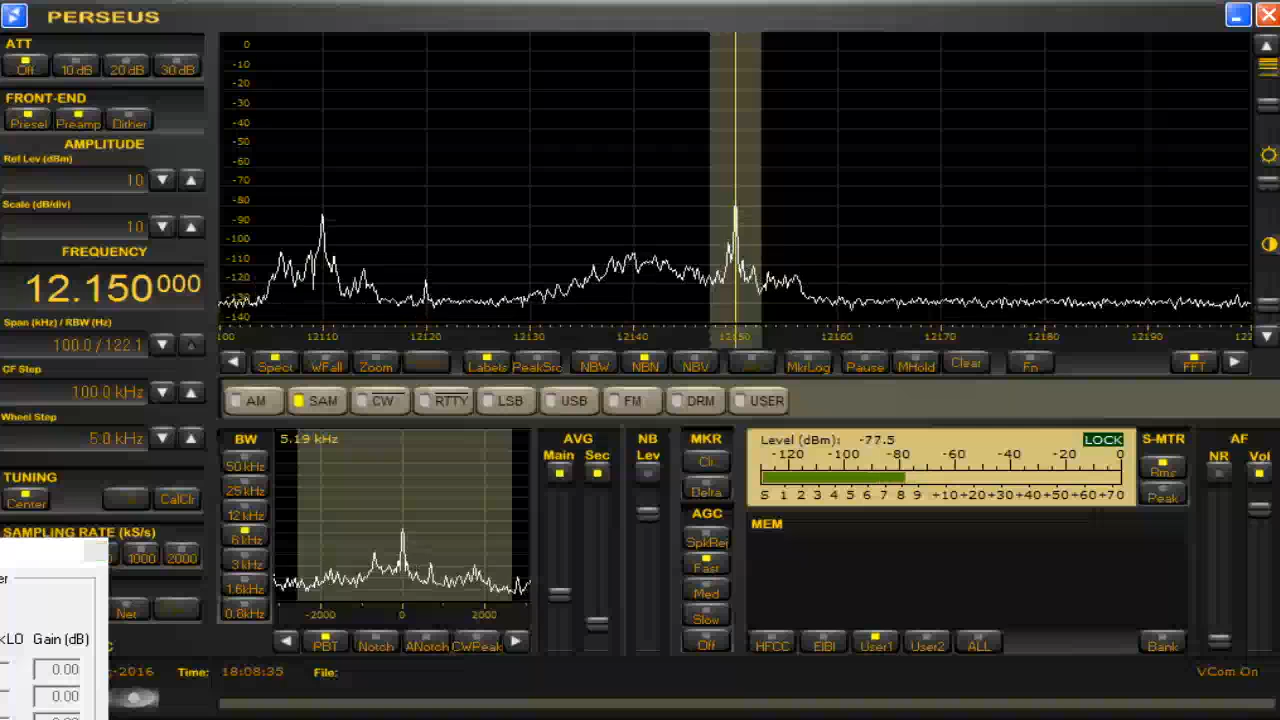 PERSEUS
ATT
Off 10 dB 20 dB 30 dB
FRONT-END
Presel Preamp Dither
AMPLITUDE
Ref Lev (dBm)
10
Scale (dB/div)
10
FREQUENCY
12.150000
Span (kHz) / RBW (Hz)
100.0 / 122.1
CF Step
100.0 kHz
Wheel Step
5.0 kHz
TUNING
Center CalClr
SAMPLING RATE (kS/s)
1000 2000
Net
0
-10
-20
-30
-40
-50
-60
-70
-80
-90
-100
-110
-120
-130
-140
100 12110 12120 12130 12140 12150 12160 12170 12180 12190 122
Spect WFall Zoom Labels PeakSrc NBW NBN NBV MkrLog Pause MHold Clear Fn FFT
AM SAM CW RTTY LSB USB FM DRM USER
BW
50 kHz
25 kHz
12 kHz
6 kHz
3 kHz
1.6 kHz
0.8 kHz
5.19 kHz
-2000 0 2000
PBT Notch ANotch CWPeak
AVG
Main Sec
NB
Lev
MKR
Clr
Delta
AGC
SpkRej
Fast
Med
Slow
Off
Level (dBm): -77.5 LOCK
-120 -100 -80 -60 -40 -20 0
S 1 2 3 4 5 6 7 8 9 +10+20+30+40+50+60+70
S-MTR
Rms
Peak
AF
NR Vol
MEM
HFCC EIBI User1 User2 ALL Bank
er
kLO Gain (dB)
0.00
0.00
-2016 Time: 18:08:35 File:
VCom On